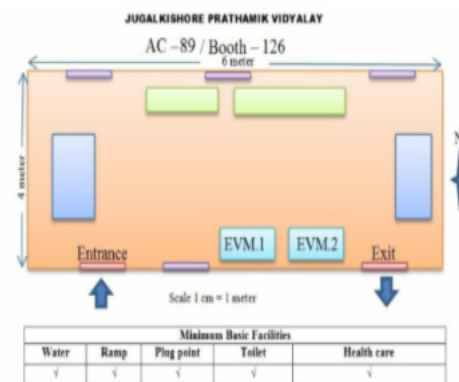 JUGALKISHORE PRATHAMIK VIDYALAY
AC – 89 / Booth – 126
6 meter
4 meter
N
EVM.1 EVM.2
Entrance Exit
Scale 1 cm = 1 meter
Minimum Basic Facilities
Water Ramp Plug point Toilet Health care
√ √ √ √ √